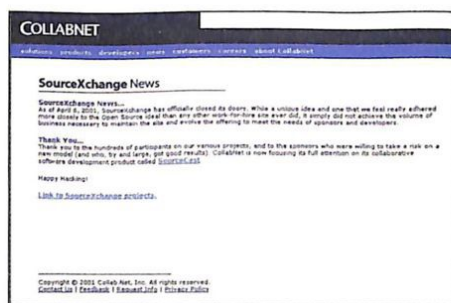 COLLABNET
solutions products developers news customers careers about CollabNet
SourceXchange News
SourceXchange News...
As of April 6, 2001, SourceXchange has officially closed its doors. While a unique idea and one that we feel really adhered
more closely to the Open Source ideal than any other work-for-hire site ever did, it simply did not achieve the volume of
business necessary to maintain the site and evolve the offering to meet the needs of sponsors and developers.
Thank You...
Thank you to the hundreds of participants on our various projects, and to the sponsors who were willing to take a risk on a
new model (and who, by and large, got good results). CollabNet is now focusing its full attention on its collaborative
software development product called SourceCast.
Happy Hacking!
Link to SourceXchange projects.
Copyright © 2001 Collab.Net, Inc. All rights reserved.
Contact Us | Feedback | Request Info | Privacy Policy